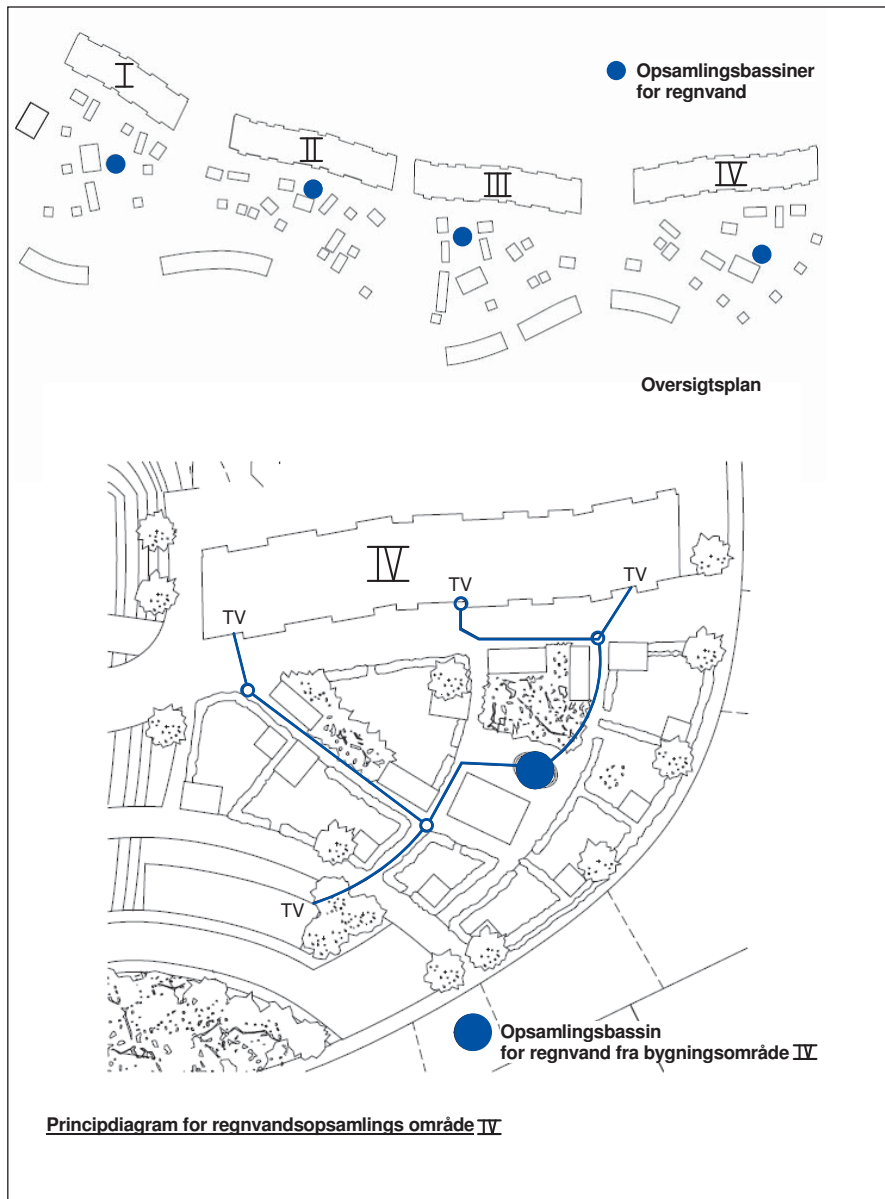 I
Opsamlingsbassiner
for regnvand
II
III
IV
Oversigtsplan
IV
TV
TV
TV
TV
Opsamlingsbassin
for regnvand fra bygningsområde IV
Principdiagram for regnvandsopsamlings område IV